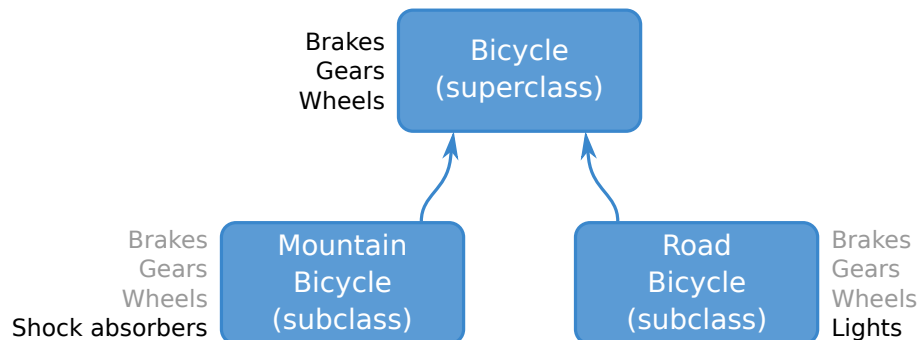 Brakes
Gears
Wheels
Bicycle
(superclass)
Brakes
Gears
Wheels
Shock absorbers
Mountain
Bicycle
(subclass)
Road
Bicycle
(subclass)
Brakes
Gears
Wheels
Lights